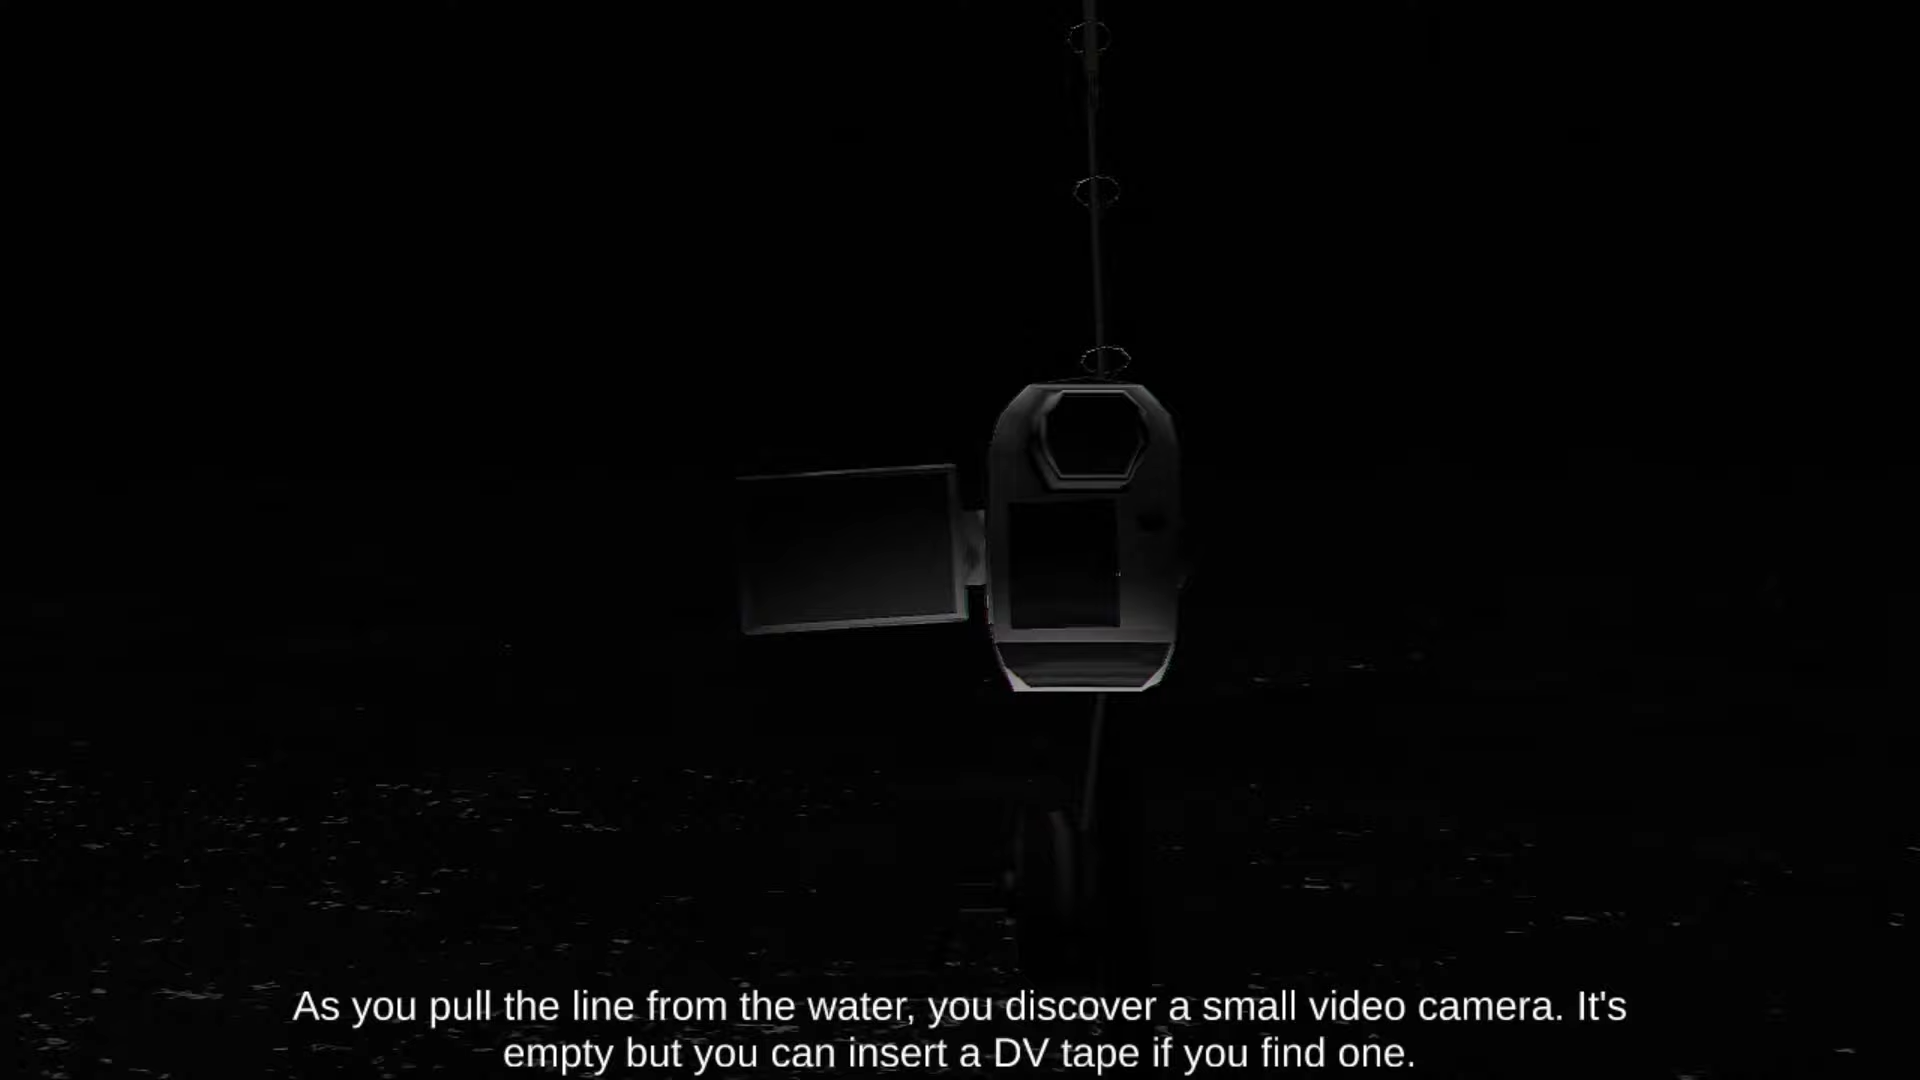 As you pull the line from the water, you discover a small video camera. It's
empty but you can insert a DV tape if you find one.